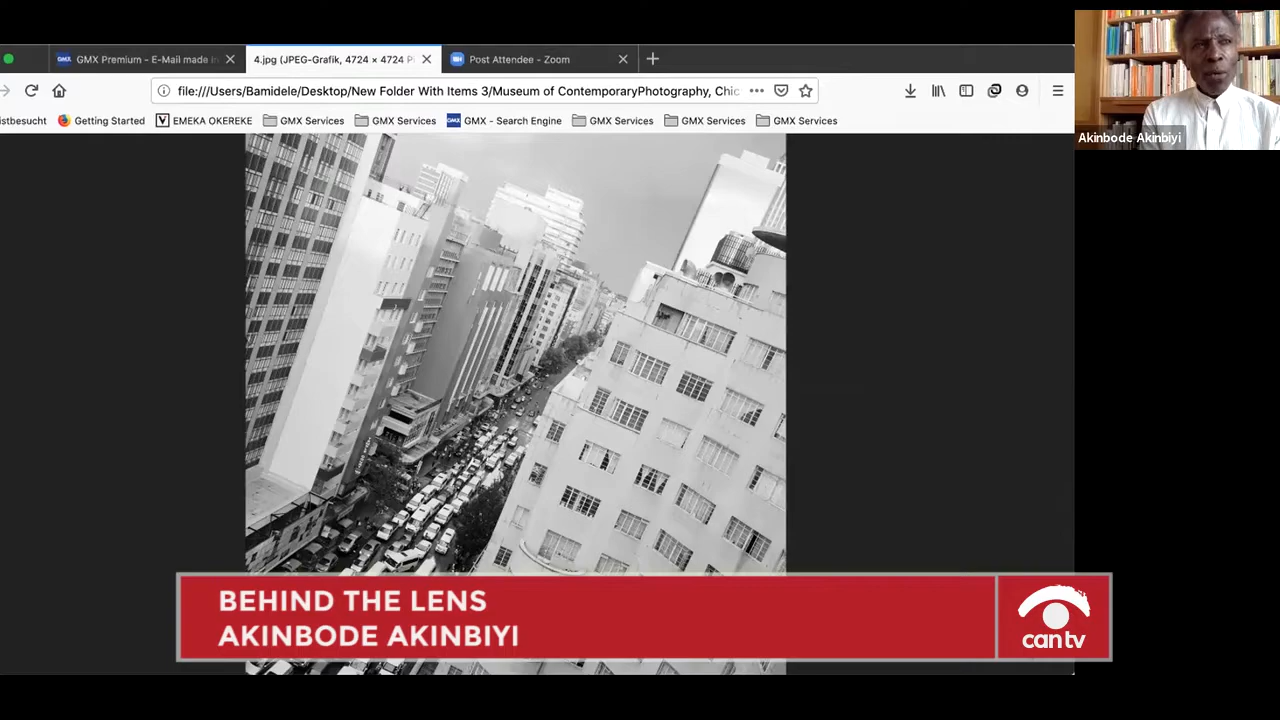 GMX Premium - E-Mail made in
4.jpg (JPEG-Grafik, 4724 × 4724 P
Post Attendee - Zoom
file:///Users/Bamidele/Desktop/New Folder With Items 3/Museum of ContemporaryPhotography, Chic
istbesucht
Getting Started
EMEKA OKEREKE
GMX Services
GMX Services
GMX - Search Engine
GMX Services
GMX Services
GMX Services
Akinbode Akinbiyi
BEHIND THE LENS
AKINBODE AKINBIYI
can tv